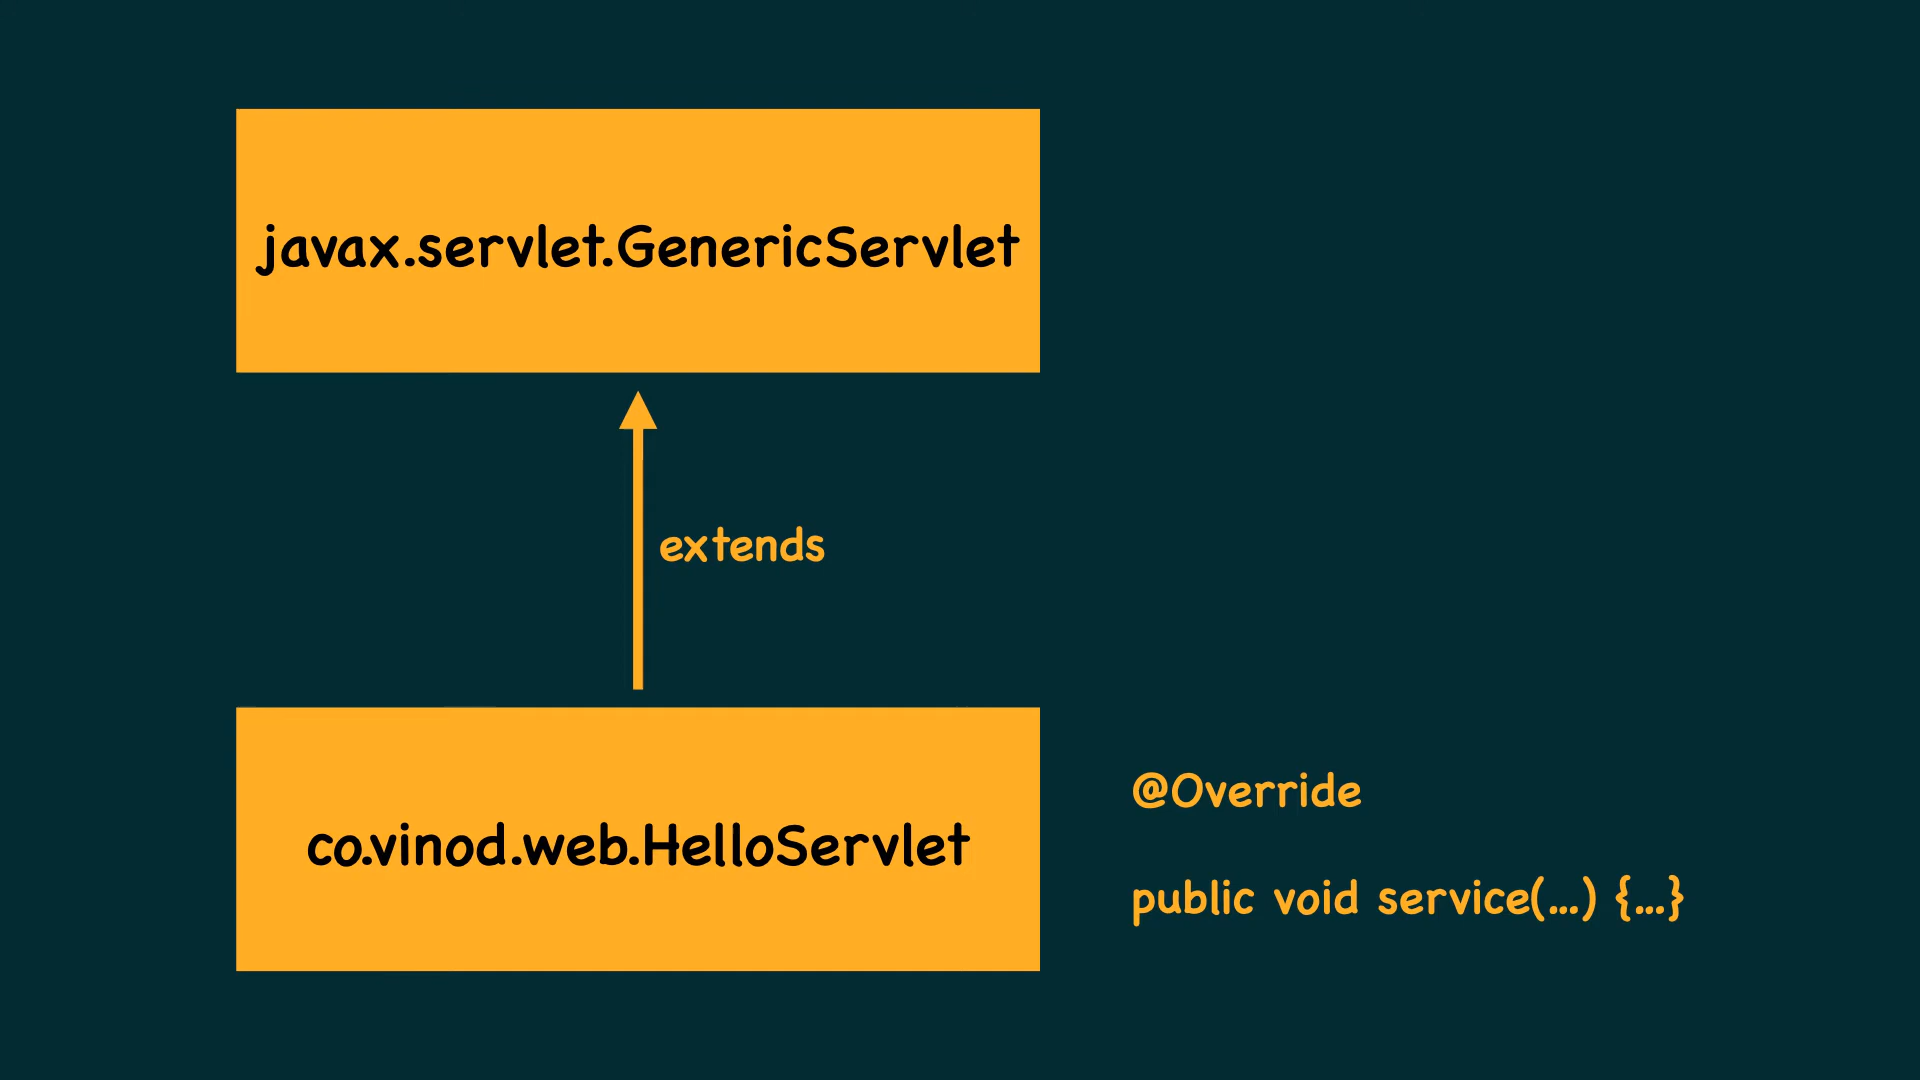 javax.servlet.GenericServlet
extends
co.vinod.web.HelloServlet
@Override
public void service(...) {...}